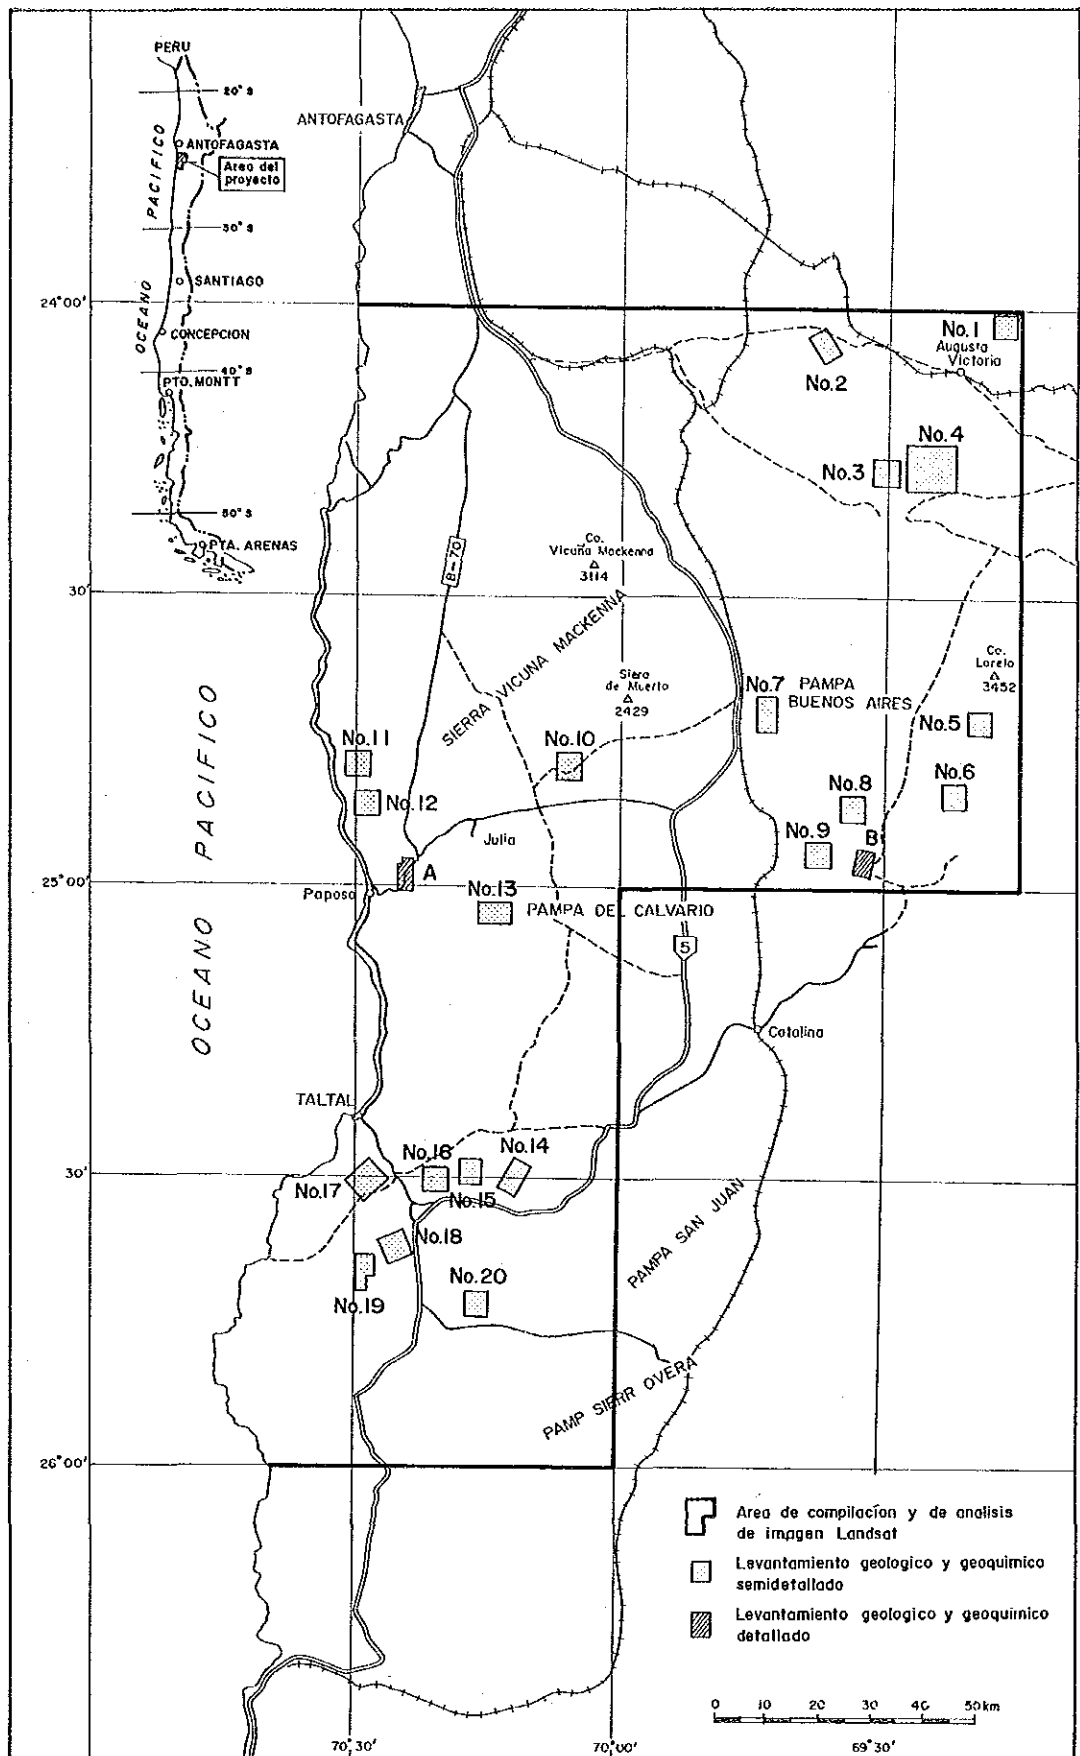 PERU
20°S
ANTOFAGASTA
Area del
proyecto
PACIFICO
30°S
SANTIAGO
OCEANO
CONCEPCION
40°S
PTO. MONTT
50°S
PTA. ARENAS
ANTOFAGASTA
24°00'
No.1
Augusta
Victoria
No.2
No.4
No.3
B-70
Co.
Vicuña Mackenna
3114
30'
SIERRA VICUNA MACKENNA
Siera
de Muerto
2429
Co.
Loreto
3452
No.7
PAMPA
BUENOS AIRES
No.5
No.11
No.10
No.6
No.8
No.12
Julia
No.9
B
A
25°00'
Paposo
No.13
PAMPA DEL CALVARIO
OCEANO PACIFICO
5
Catalina
TALTAL
No.16
No.14
30'
No.17
No.15
PAMPA SAN JUAN
No.18
No.20
No.19
PAMP SIERR OVERA
26°00'
Area de compilacion y de analisis
de imagen Landsat
Levantamiento geologico y geoquimico
semidetallado
Levantamiento geologico y geoquimico
detallado
0 10 20 30 40 50km
70°30' 70°00' 69°30'